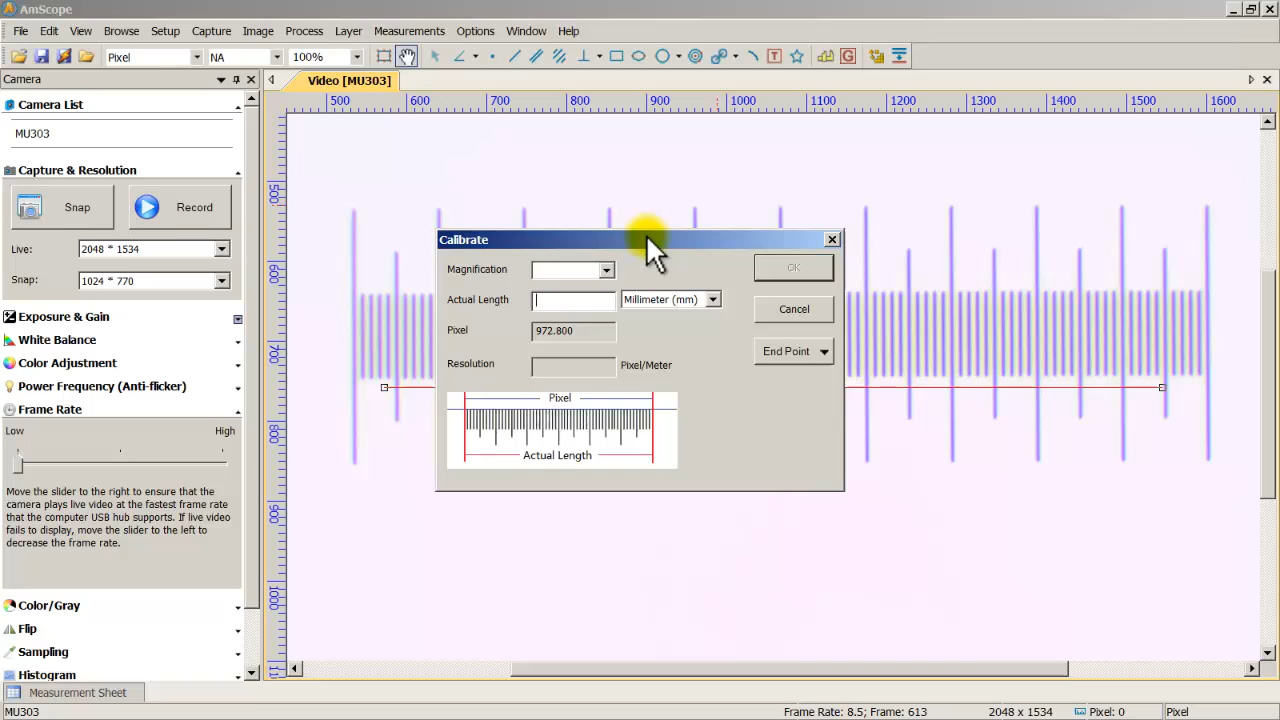 AmScope
File Edit View Browse Setup Capture Image Process Layer Measurements Options Window Help
Pixel NA 100%
Camera
Video [MU303]
Camera List
500 600 700 800 900 1000 1100 1200 1300 1400 1500 1600
MU303
Capture & Resolution
Snap Record
Live: 2048 * 1534
Snap: 1024 * 770
Exposure & Gain
White Balance
Color Adjustment
Power Frequency (Anti-flicker)
Frame Rate
Low High
Move the slider to the right to ensure that the
camera plays live video at the fastest frame rate
that the computer USB hub supports. If live video
fails to display, move the slider to the left to
decrease the frame rate.
Color/Gray
Flip
Sampling
Histogram
500
600
700
800
900
1000
Calibrate
Magnification
OK
Actual Length Millimeter (mm)
Cancel
Pixel 972.800
End Point
Resolution Pixel/Meter
Pixel
Actual Length
Measurement Sheet
MU303 Frame Rate: 8.5; Frame: 613 2048 x 1534 Pixel: 0 Pixel